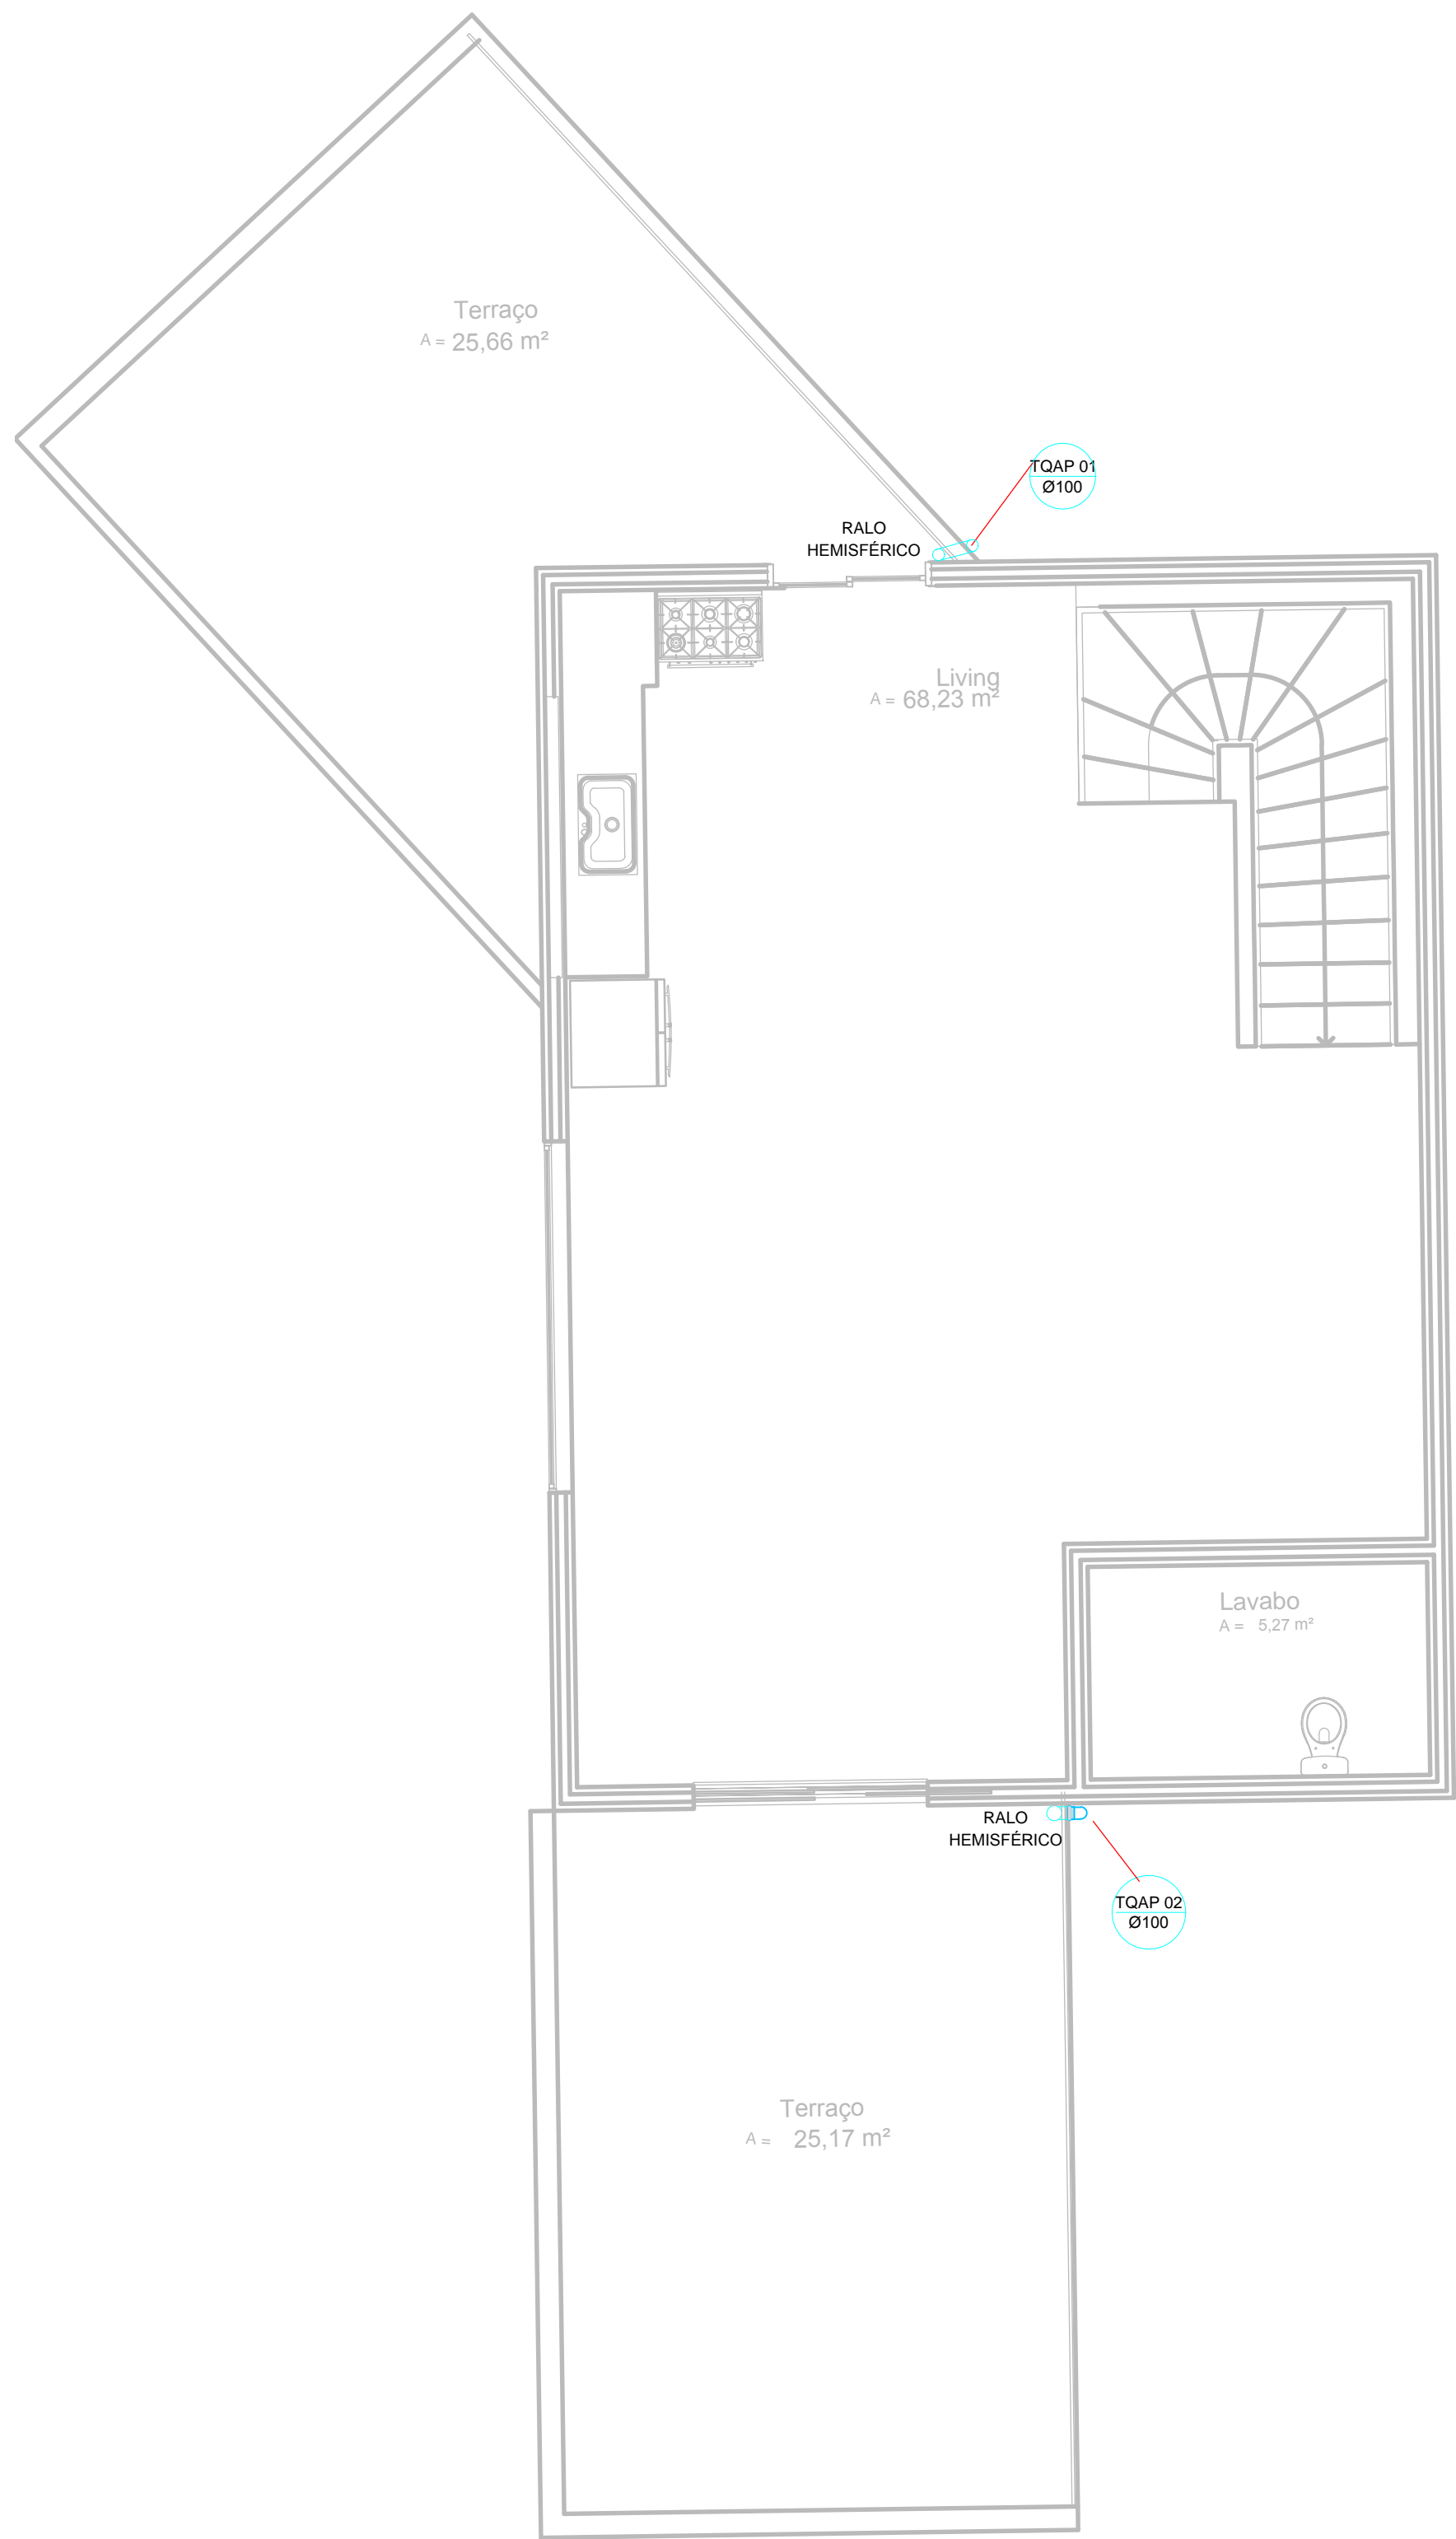 Terraço
A = 25,66 m²
TQAP 01
Ø100
RALO
HEMISFÉRICO
Living
A = 68,23 m²
Lavabo
A = 5,27 m²
RALO
HEMISFÉRICO
TQAP 02
Ø100
Terraço
A = 25,17 m²